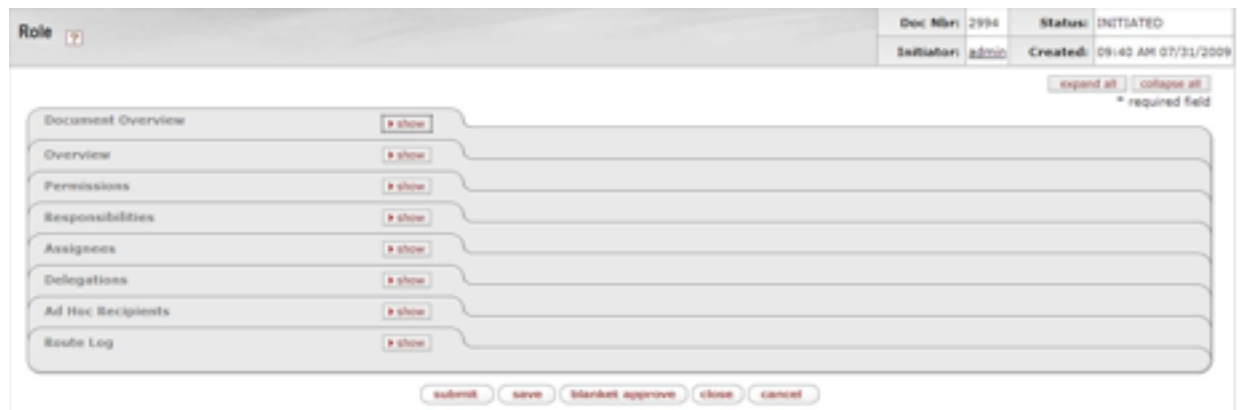 Role ?
Doc Nbr: 2994 Status: INITIATED
Initiator: admin Created: 09:40 AM 07/31/2009
expand all collapse all
* required field
Document Overview show
Overview show
Permissions show
Responsibilities show
Assignees show
Delegations show
Ad Hoc Recipients show
Route Log show
submit save blanket approve close cancel